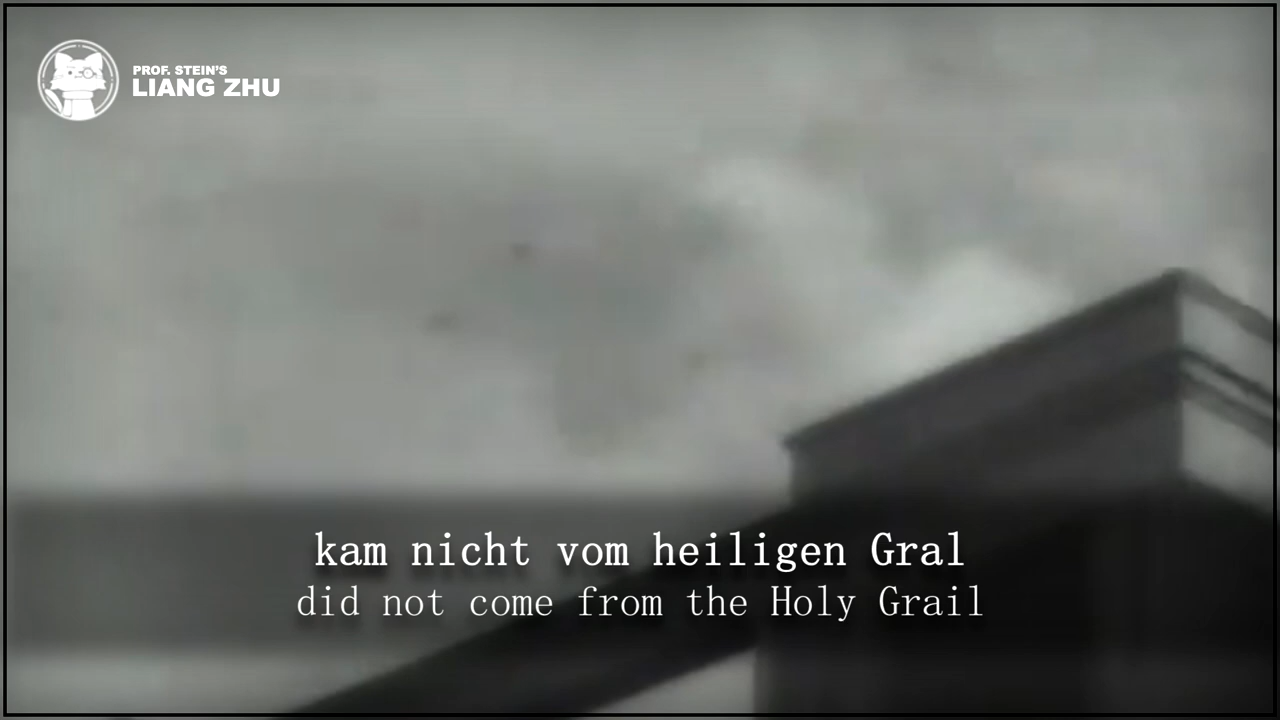 PROF. STEIN'S
LIANG ZHU
kam nicht vom heiligen Gral
did not come from the Holy Grail